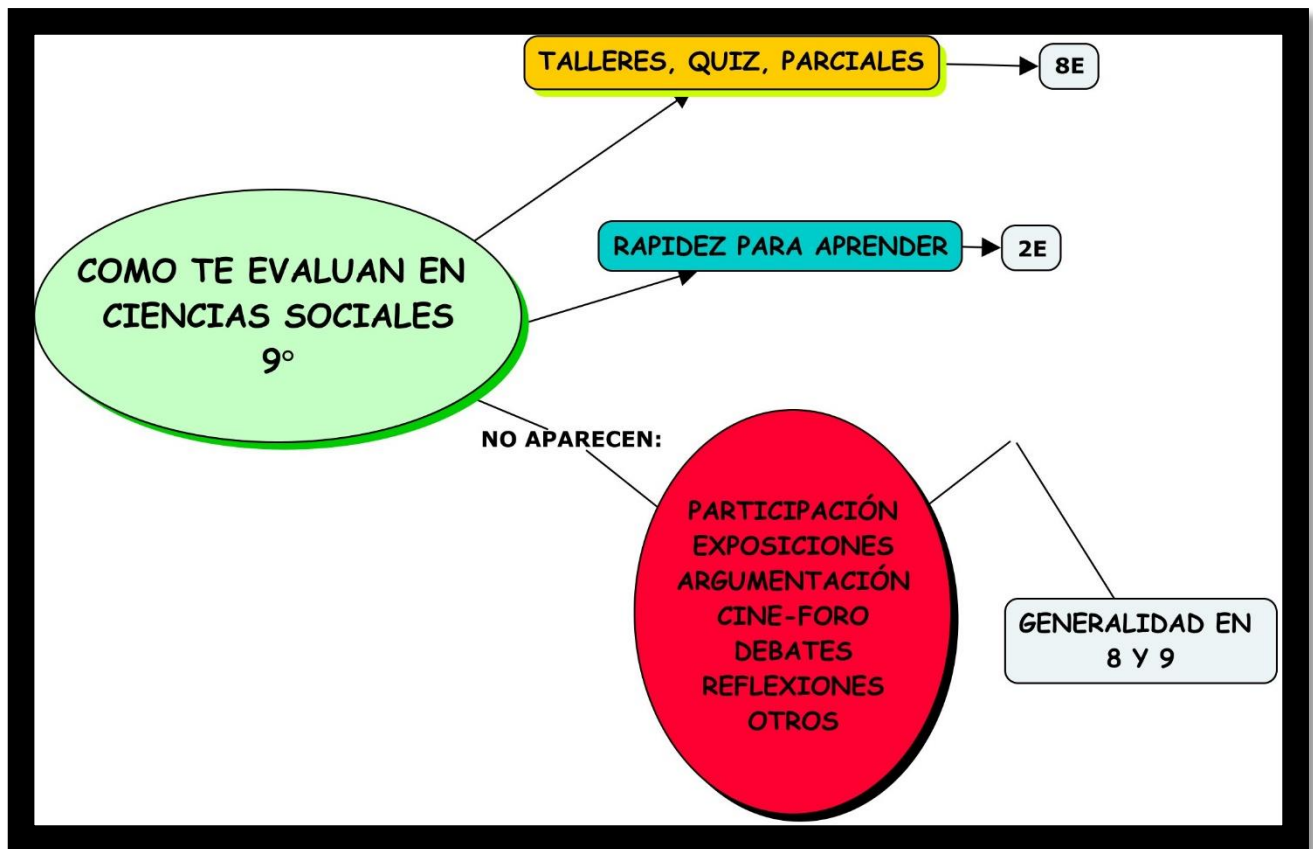 TALLERES, QUIZ, PARCIALES
8E
RAPIDEZ PARA APRENDER
2E
COMO TE EVALUAN EN
CIENCIAS SOCIALES
9°
NO APARECEN:
PARTICIPACIÓN
EXPOSICIONES
ARGUMENTACIÓN
CINE-FORO
DEBATES
REFLEXIONES
OTROS
GENERALIDAD EN
8 Y 9